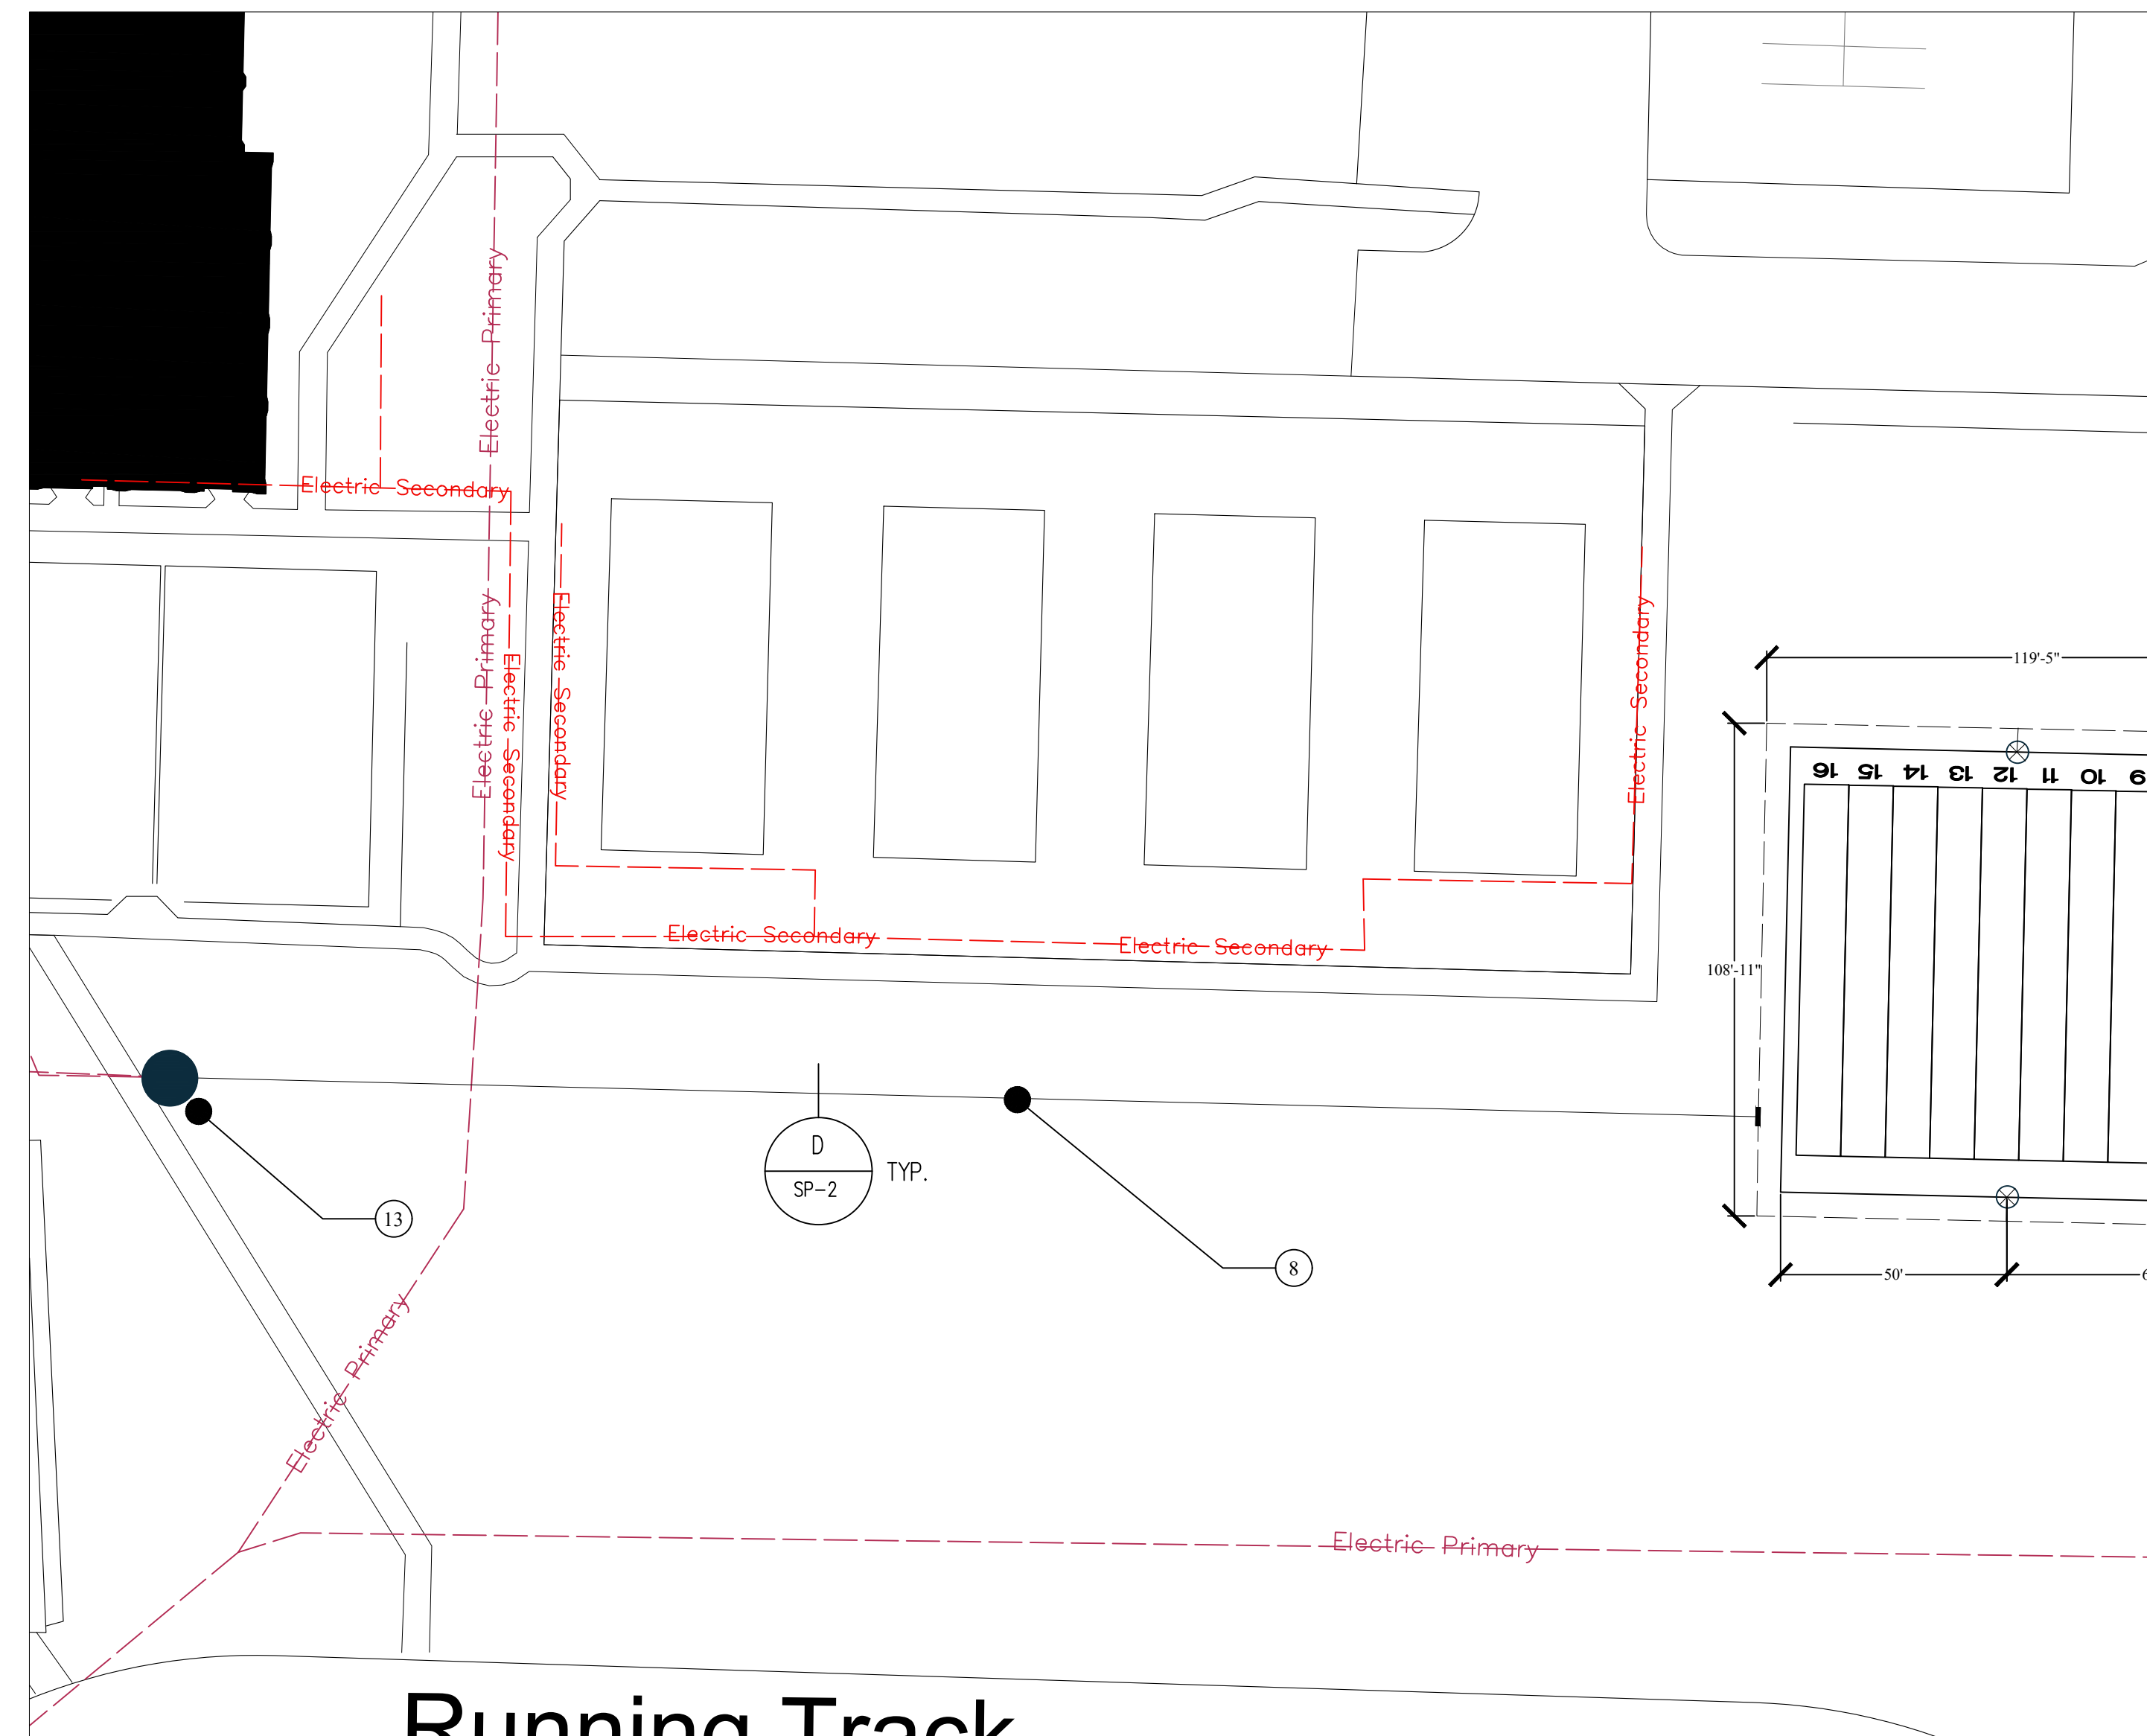 Electric Primary
Electric Secondary
Electric Primary
Electric Secondary
Electric Secondary
Electric Secondary
119'-5"
16 15 14 13 12 11 10 9
Electric Secondary
Electric Secondary
108'-11"
D
SP-2
TYP.
13
8
50'
Electric Primary
Electric Primary
Running Track